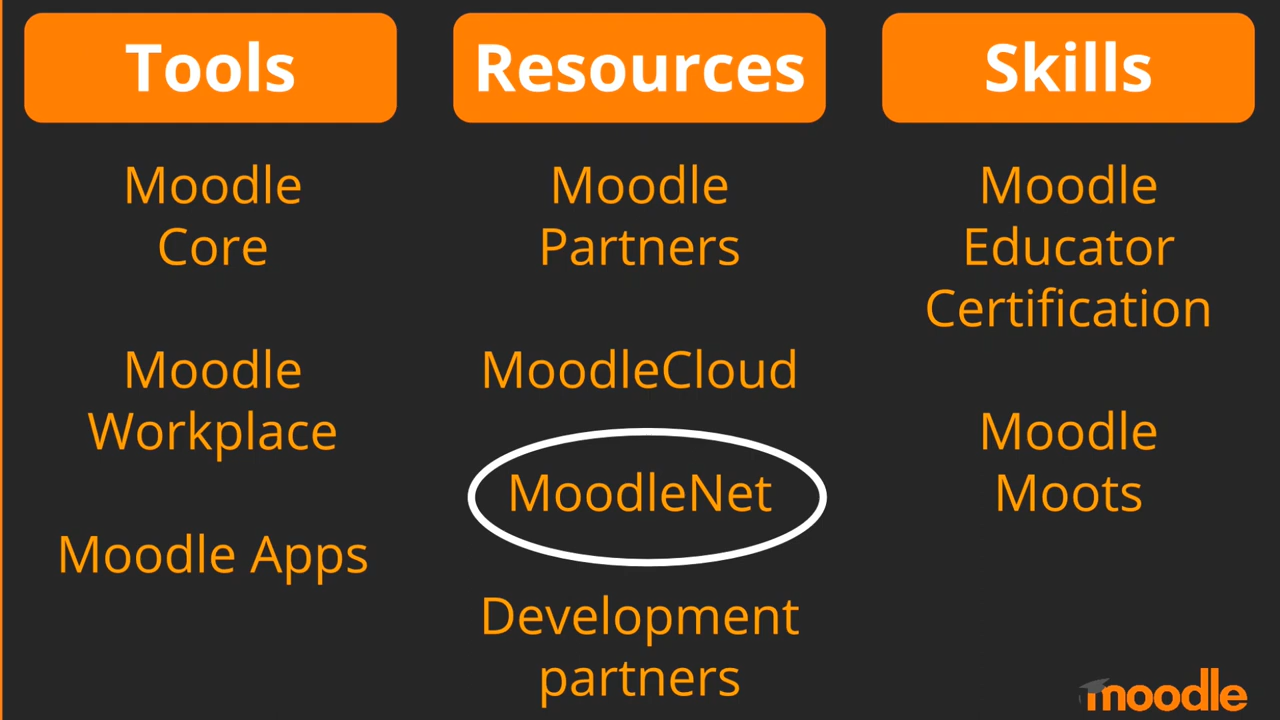 Tools
Moodle
Core
Moodle
Workplace
Moodle Apps
Resources
Moodle
Partners
MoodleCloud
MoodleNet
Development
partners
Skills
Moodle
Educator
Certification
Moodle
Moots
moodle